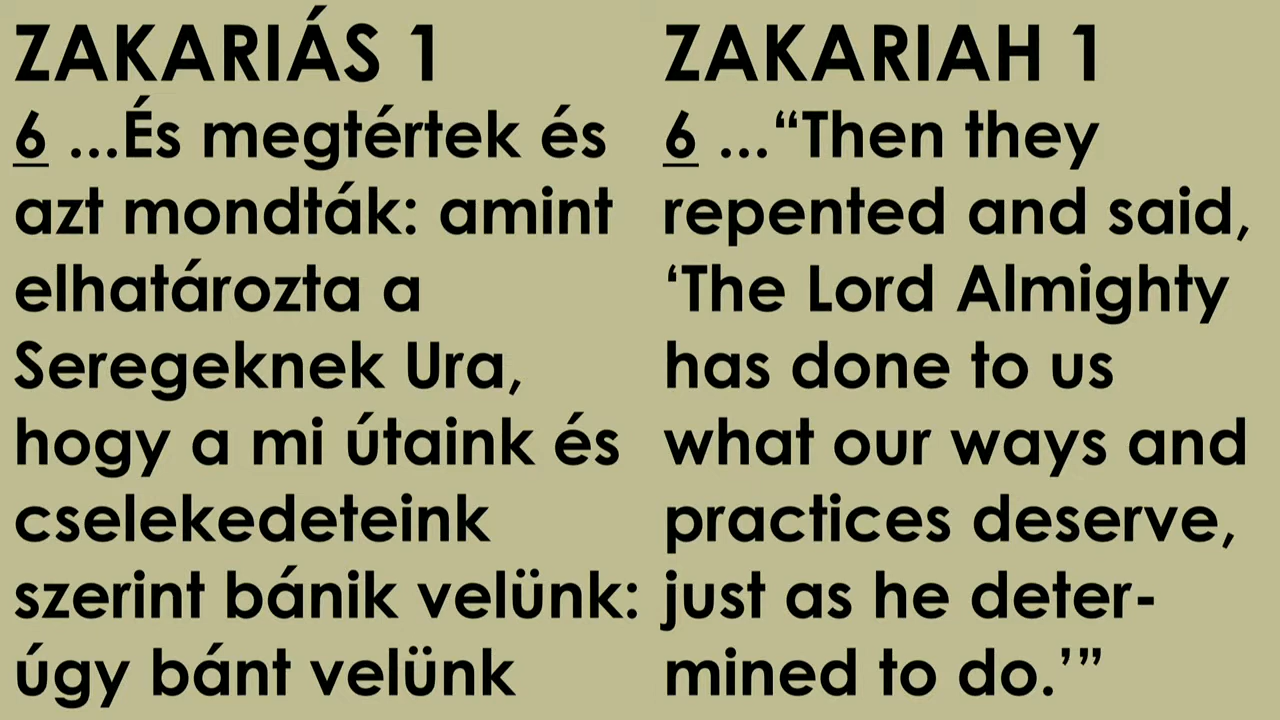 ZAKARIÁS 1
6 ...És megtértek és
azt mondták: amint
elhatározta a
Seregeknek Ura,
hogy a mi útaink és
cselekedeteink
szerint bánik velünk:
úgy bánt velünk
ZAKARIAH 1
6 ...“Then they
repented and said,
‘The Lord Almighty
has done to us
what our ways and
practices deserve,
just as he deter-
mined to do.’”